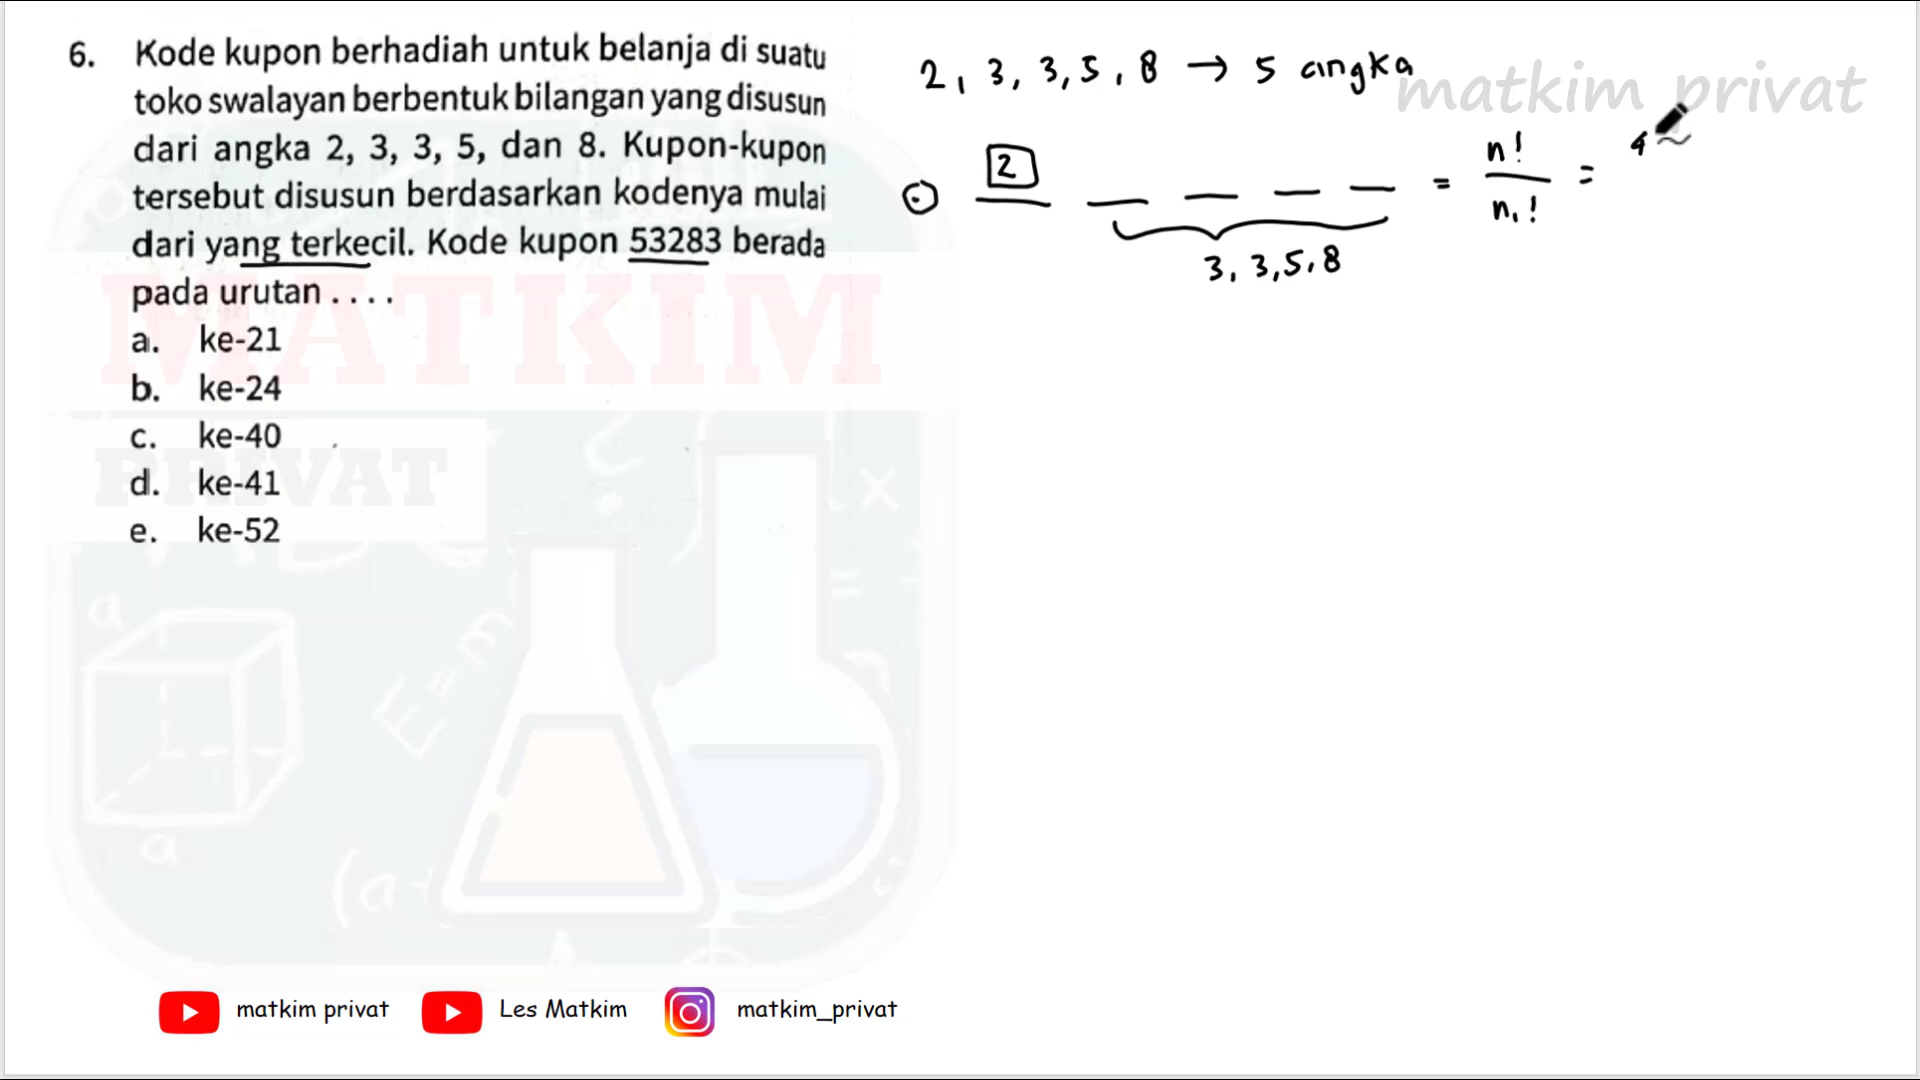 6. Kode kupon berhadiah untuk belanja di suatu
toko swalayan berbentuk bilangan yang disusun
dari angka 2, 3, 3, 5, dan 8. Kupon-kupon
tersebut disusun berdasarkan kodenya mulai
dari yang terkecil. Kode kupon 53283 berada
pada urutan . . . .
a. ke-21
b. ke-24
c. ke-40
d. ke-41
e. ke-52
2, 3, 3, 5, 8 → 5 angka
matkim privat
2 _ _ _ _ = n! / n₁! = 4
3, 3, 5, 8
MATKIM
PRIVAT
a
a
E=m
(a+
matkim privat
Les Matkim
matkim_privat